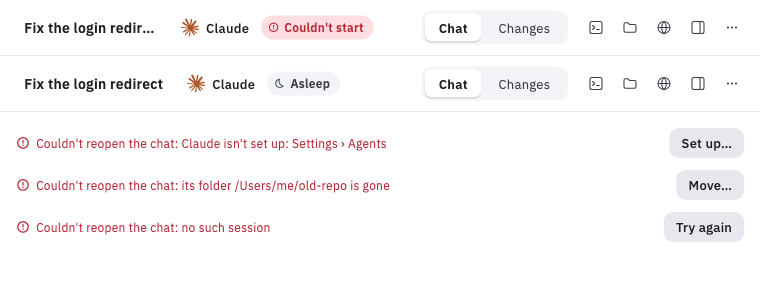 Fix the login redir... Claude Couldn't start Chat Changes
Fix the login redirect Claude Asleep Chat Changes
Couldn't reopen the chat: Claude isn't set up: Settings › Agents Set up...
Couldn't reopen the chat: its folder /Users/me/old-repo is gone Move...
Couldn't reopen the chat: no such session Try again